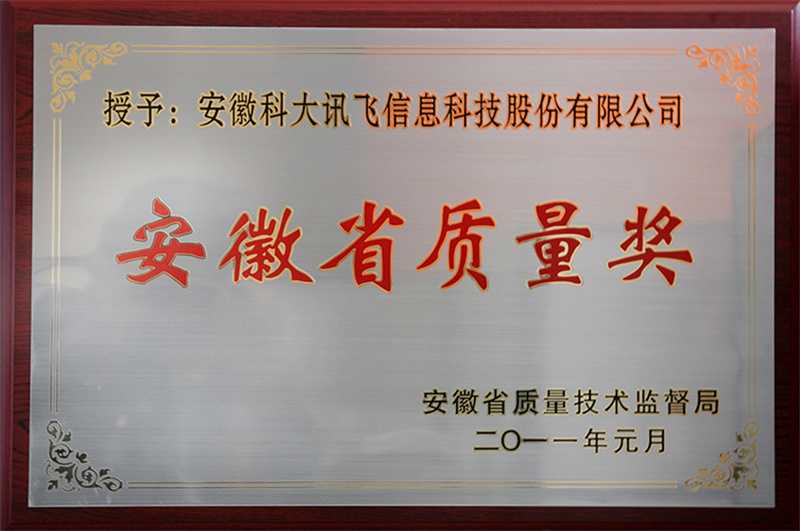 授予：安徽科大讯飞信息科技股份有限公司
安徽省质量奖
安徽省质量技术监督局
二〇一一年元月